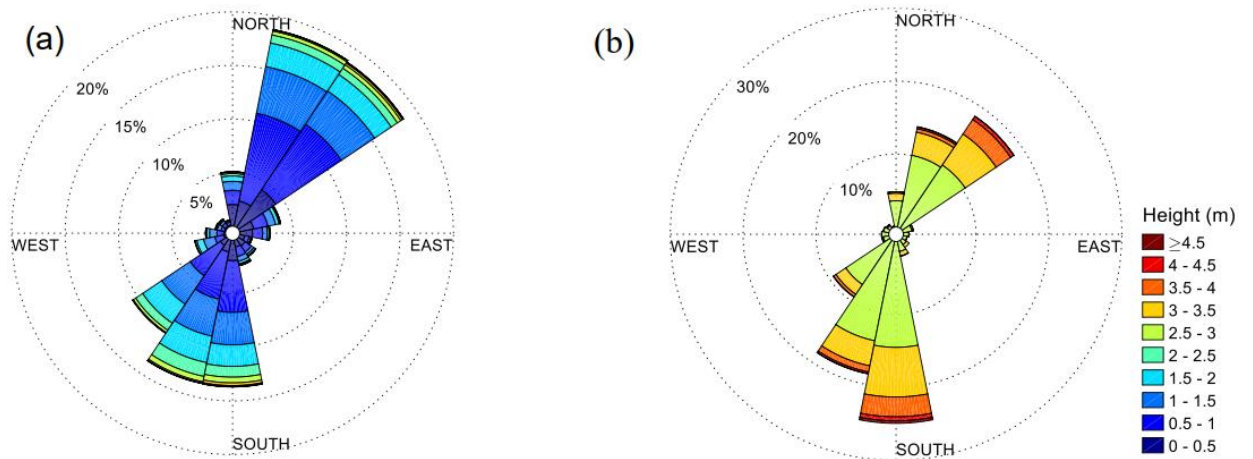 (a)
NORTH
20%
15%
10%
5%
WEST
EAST
SOUTH
(b)
NORTH
30%
20%
10%
WEST
EAST
SOUTH
Height (m)
≥4.5
4 - 4.5
3.5 - 4
3 - 3.5
2.5 - 3
2 - 2.5
1.5 - 2
1 - 1.5
0.5 - 1
0 - 0.5